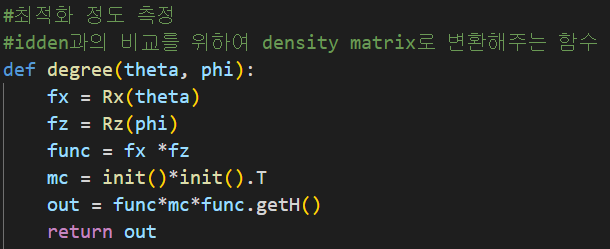 #최적화 정도 측정
#idden과의 비교를 위하여 density matrix로 변환해주는 함수
def degree(theta, phi):
    fx = Rx(theta)
    fz = Rz(phi)
    func = fx *fz
    mc = init()*init().T
    out = func*mc*func.getH()
    return out